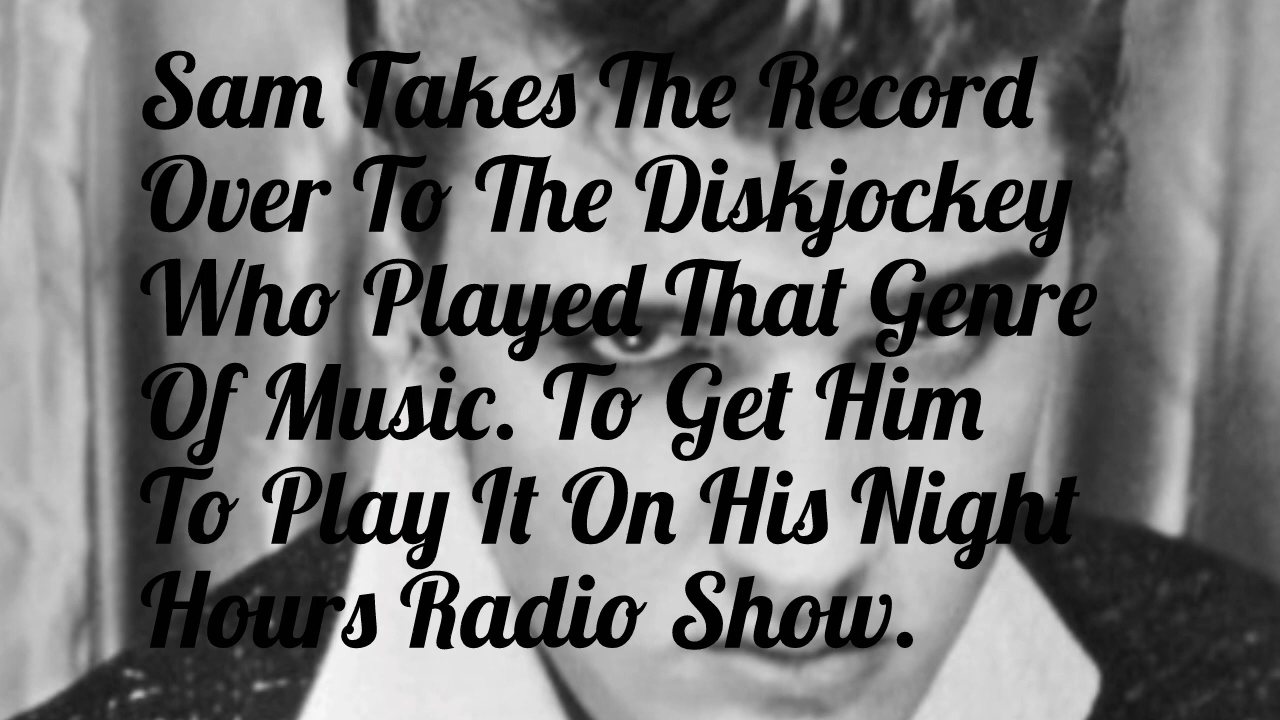 Sam Takes The Record
Over To The Diskjockey
Who Played That Genre
Of Music. To Get Him
To Play It On His Night
Hours Radio Show.